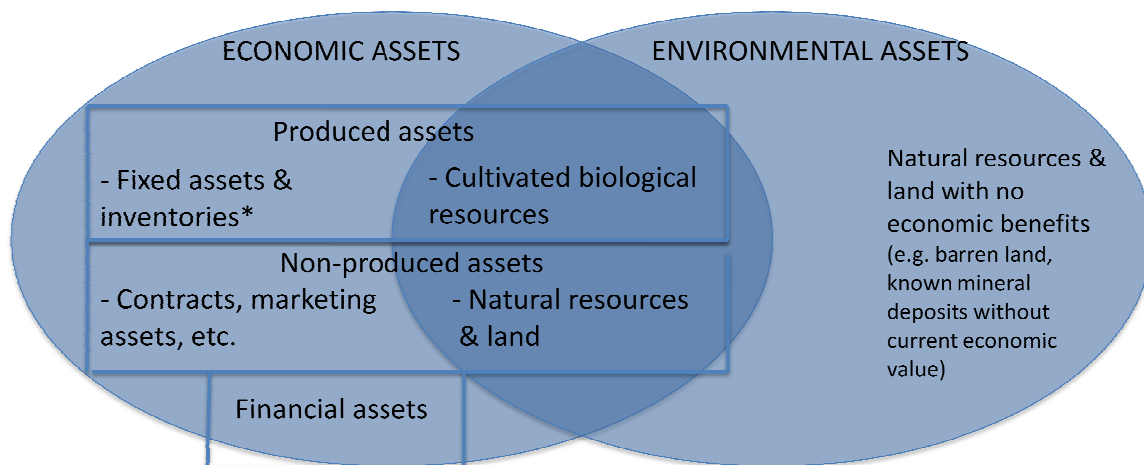 ECONOMIC ASSETS
ENVIRONMENTAL ASSETS
Produced assets
- Fixed assets &
inventories*
- Cultivated biological
resources
Non-produced assets
- Contracts, marketing
assets, etc.
- Natural resources
& land
Financial assets
Natural resources &
land with no
economic benefits
(e.g. barren land,
known mineral
deposits without
current economic
value)